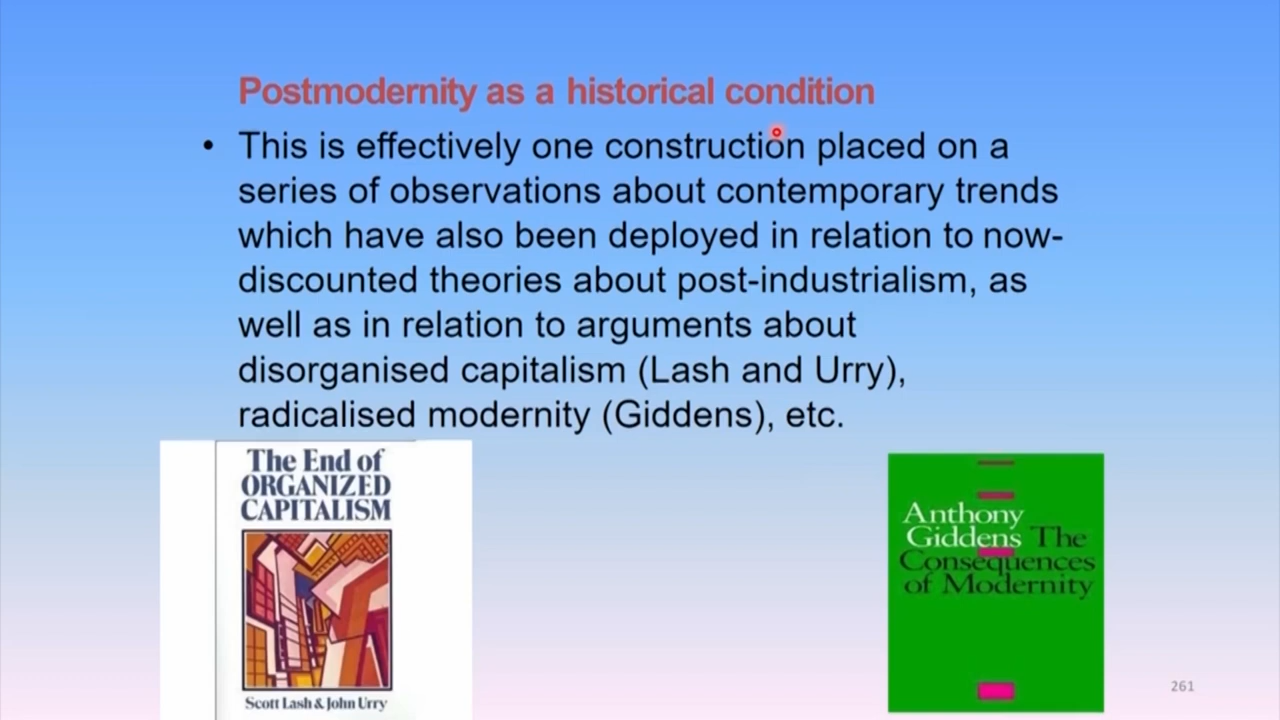 Postmodernity as a historical condition
• This is effectively one construction placed on a
series of observations about contemporary trends
which have also been deployed in relation to now-
discounted theories about post-industrialism, as
well as in relation to arguments about
disorganised capitalism (Lash and Urry),
radicalised modernity (Giddens), etc.
The End of
ORGANIZED
CAPITALISM
Scott Lash & John Urry
Anthony
Giddens The
Consequences
of Modernity
261